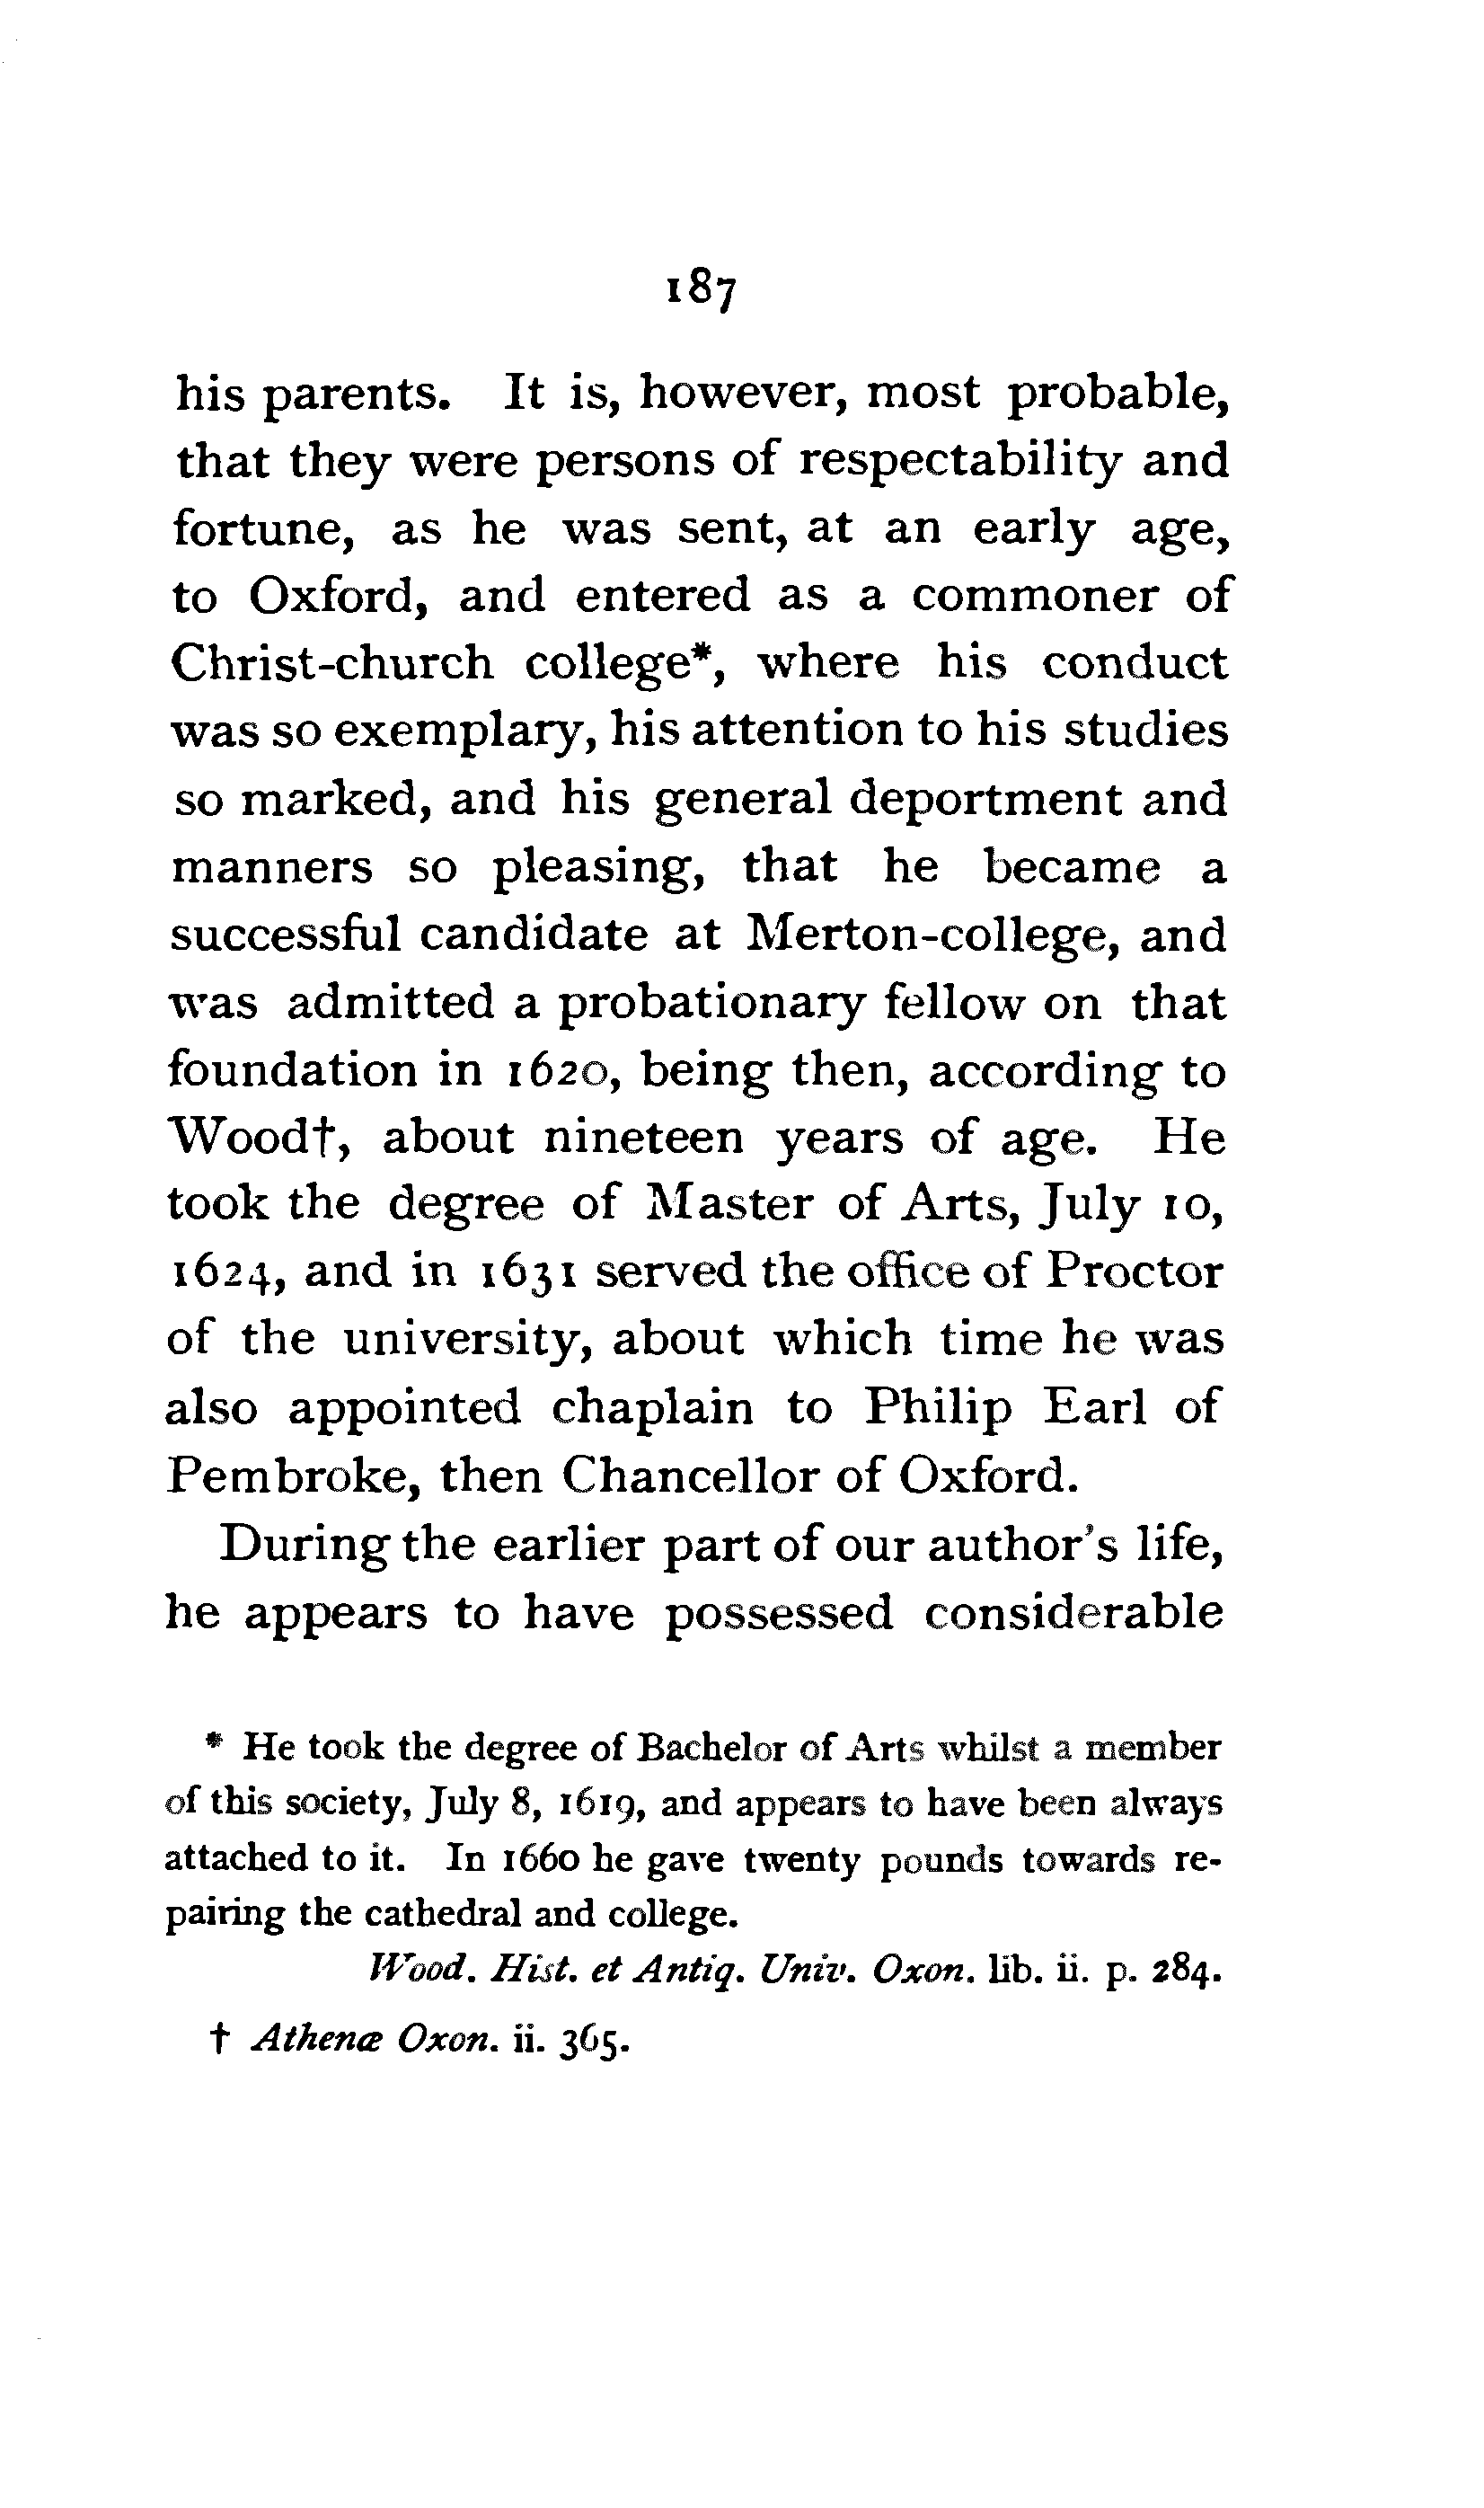 187
his parents. It is, however, most probable,
that they were persons of respectability and
fortune, as he was sent, at an early age,
to Oxford, and entered as a commoner of
Christ-church college*, where his conduct
was so exemplary, his attention to his studies
so marked, and his general deportment and
manners so pleasing, that he became a
successful candidate at Merton-college, and
was admitted a probationary fellow on that
foundation in 1620, being then, according to
Wood†, about nineteen years of age. He
took the degree of Master of Arts, July 10,
1624, and in 1631 served the office of Proctor
of the university, about which time he was
also appointed chaplain to Philip Earl of
Pembroke, then Chancellor of Oxford.
During the earlier part of our author's life,
he appears to have possessed considerable
* He took the degree of Bachelor of Arts whilst a member
of this society, July 8, 1619, and appears to have been always
attached to it. In 1660 he gave twenty pounds towards re-
pairing the cathedral and college.
Wood. Hist. et Antiq. Univ. Oxon. lib. ii. p. 284.
† Athenæ Oxon. ii. 365.